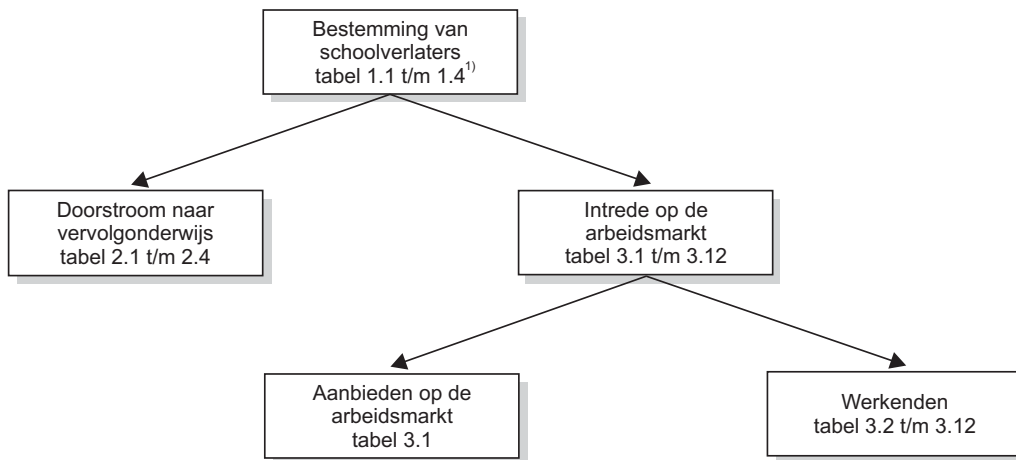 Bestemming van
schoolverlaters
tabel 1.1 t/m 1.4¹⁾
Doorstroom naar
vervolgonderwijs
tabel 2.1 t/m 2.4
Intrede op de
arbeidsmarkt
tabel 3.1 t/m 3.12
Aanbieden op de
arbeidsmarkt
tabel 3.1
Werkenden
tabel 3.2 t/m 3.12